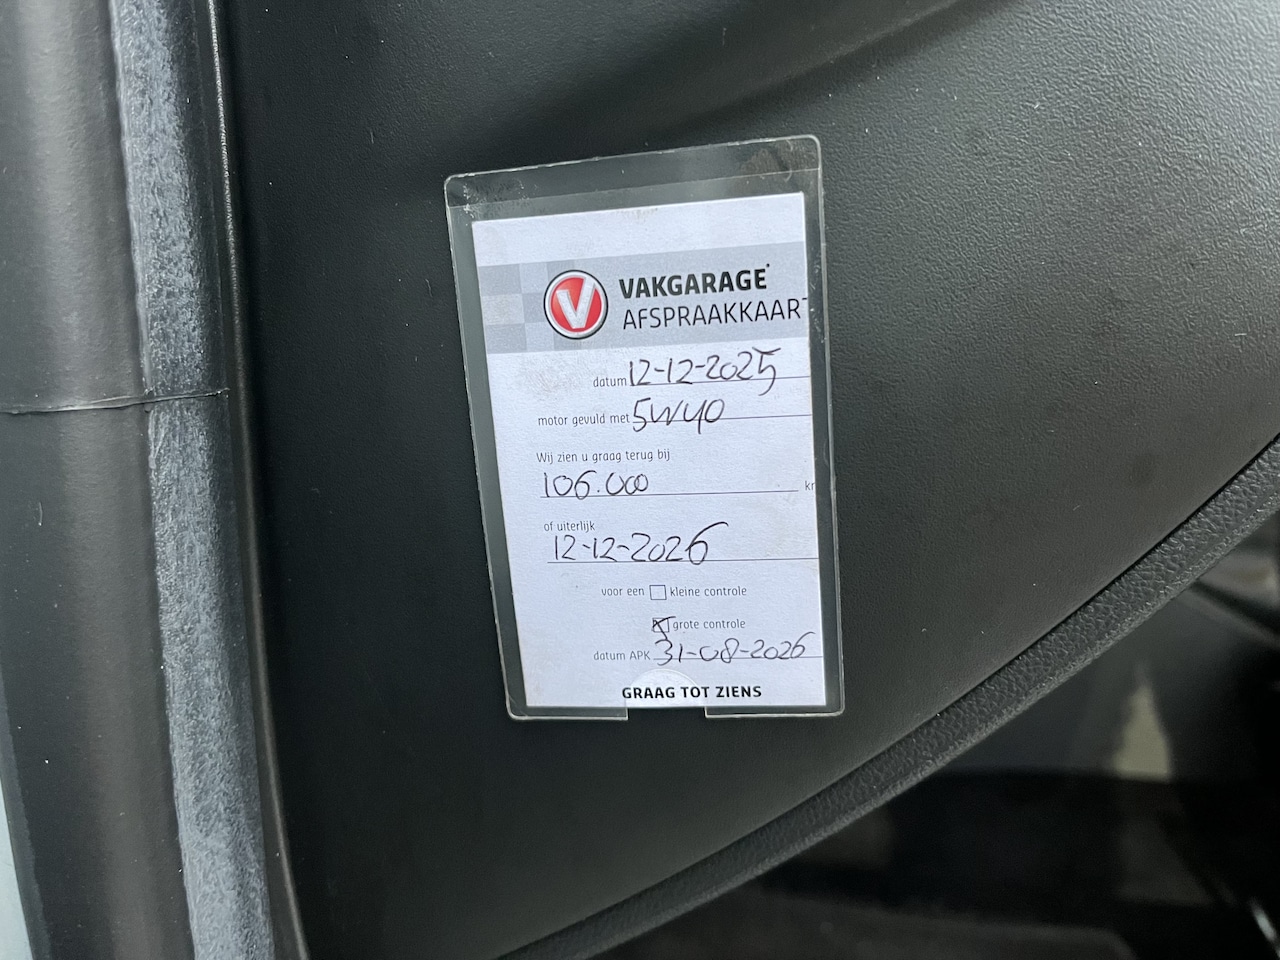 V VAKGARAGE
AFSPRAAKKAART
datum 12-12-2025
motor gevuld met 5W40
Wij zien u graag terug bij
106.000 km
of uiterlijk
12-12-2026
voor een kleine controle
grote controle
datum APK 31-08-2026
GRAAG TOT ZIENS